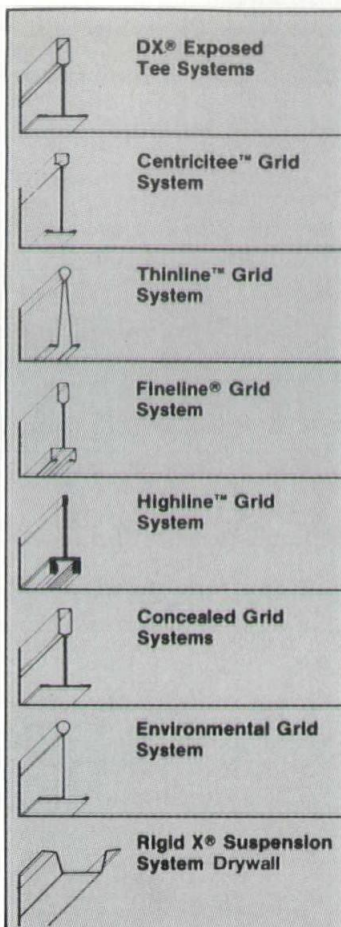 DX® Exposed
Tee Systems
Centricitee™ Grid
System
Thinline™ Grid
System
Fineline® Grid
System
Highline™ Grid
System
Concealed Grid
Systems
Environmental Grid
System
Rigid X® Suspension
System Drywall